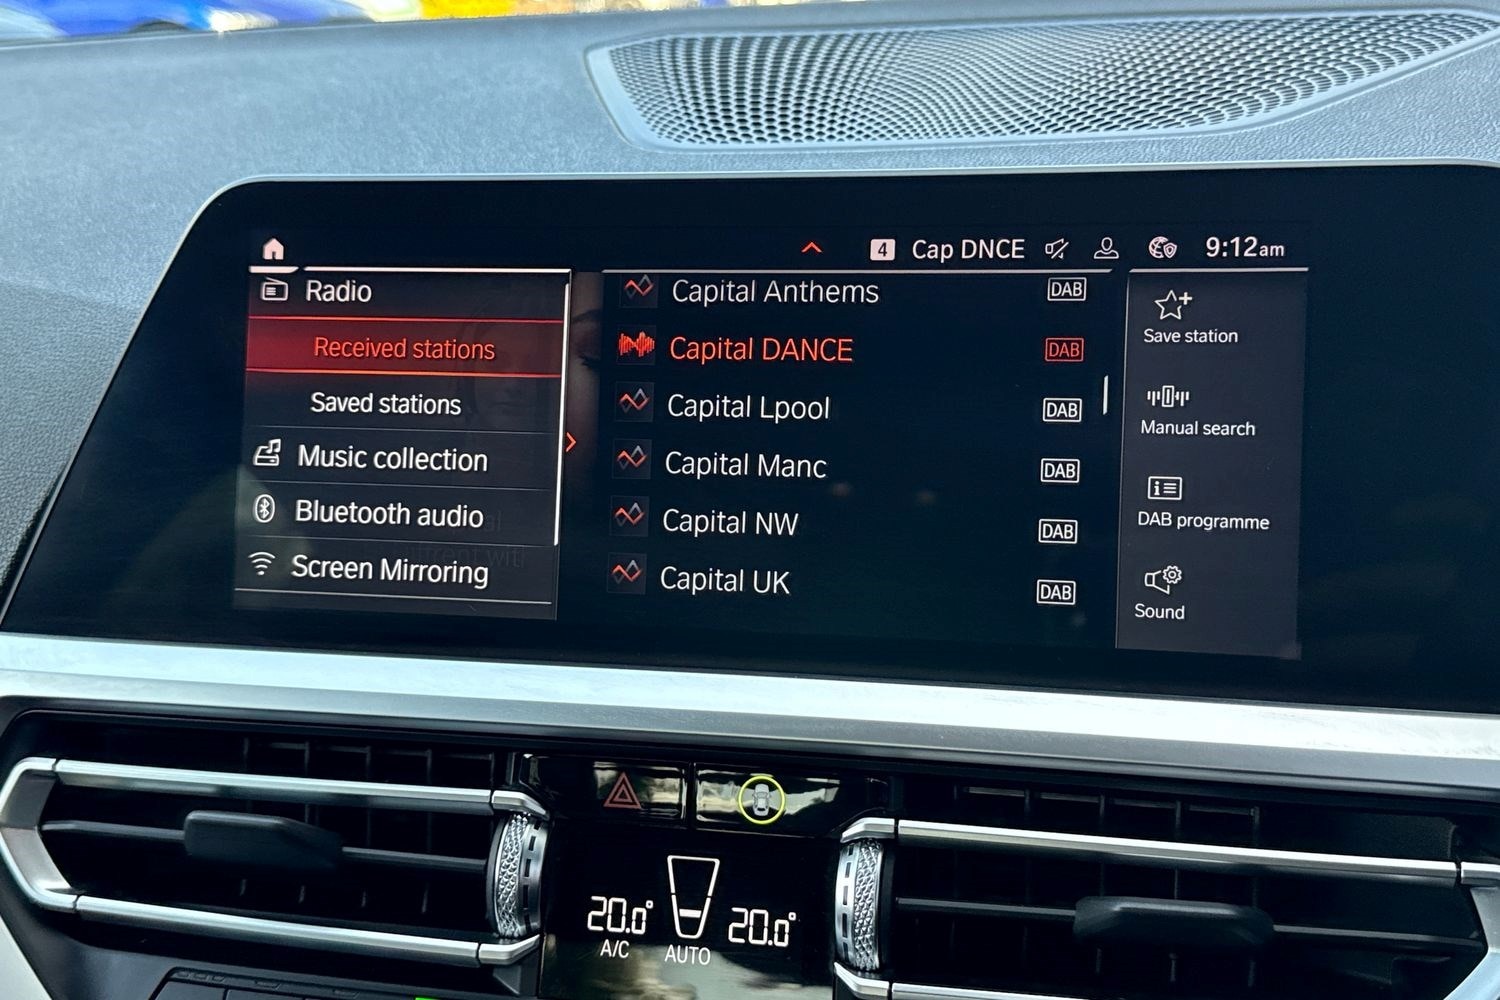 4 Cap DNCE 9:12am
Radio
Received stations
Saved stations
Music collection
Bluetooth audio
Screen Mirroring
Capital Anthems DAB
Capital DANCE DAB
Capital Lpool DAB
Capital Manc DAB
Capital NW DAB
Capital UK DAB
Save station
Manual search
DAB programme
Sound
20.0° 20.0°
A/C AUTO